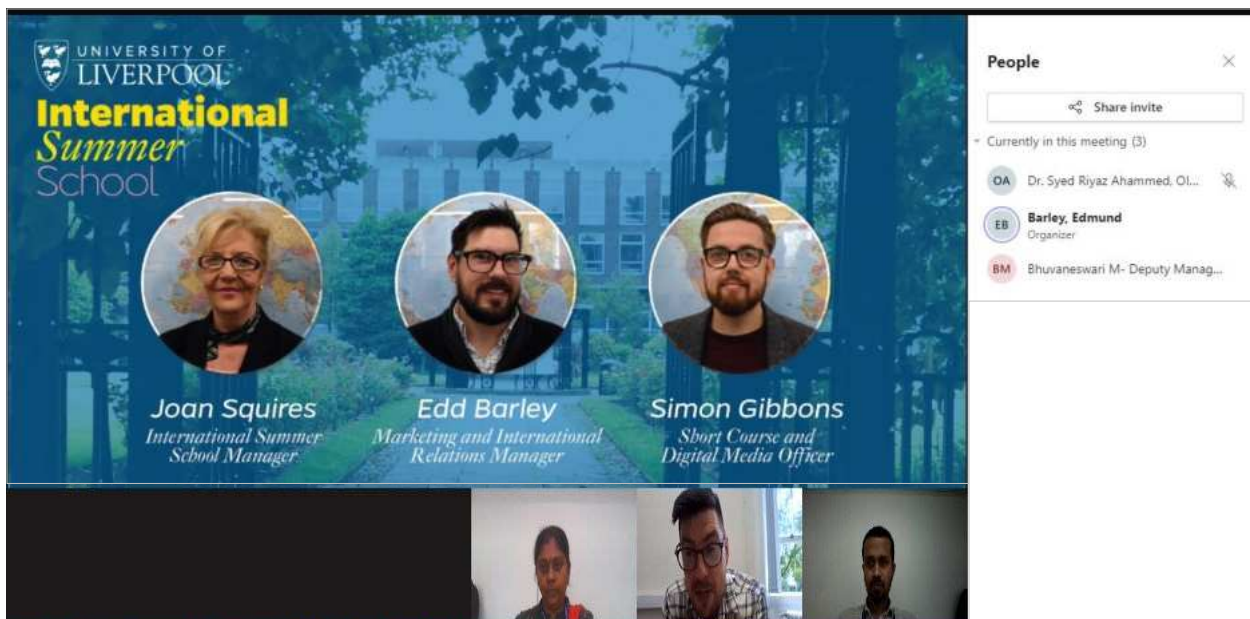 UNIVERSITY OF
LIVERPOOL
International
Summer
School
Joan Squires
International Summer
School Manager
Edd Barley
Marketing and International
Relations Manager
Simon Gibbons
Short Course and
Digital Media Officer
People
Share invite
Currently in this meeting (3)
OA
Dr. Syed Riyaz Ahammed, OI...
EB
Barley, Edmund
Organizer
BM
Bhuvaneswari M- Deputy Manag...